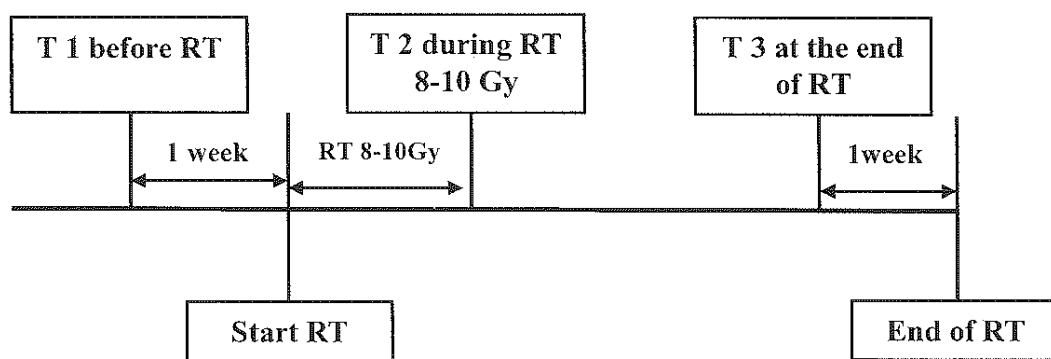 T 1 before RT
T 2 during RT
8-10 Gy
T 3 at the end
of RT
1 week
RT 8-10Gy
1week
Start RT
End of RT